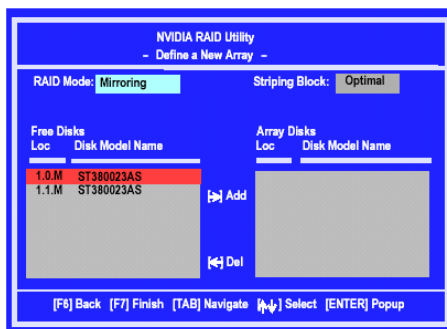 NVIDIA RAID Utility
- Define a New Array -
RAID Mode: Mirroring Striping Block: Optimal
Free Disks Array Disks
Loc Disk Model Name Loc Disk Model Name
1.0.M ST380023AS
1.1.M ST380023AS
[→] Add
[←] Del
[F6] Back [F7] Finish [TAB] Navigate [↑↓] Select [ENTER] Popup